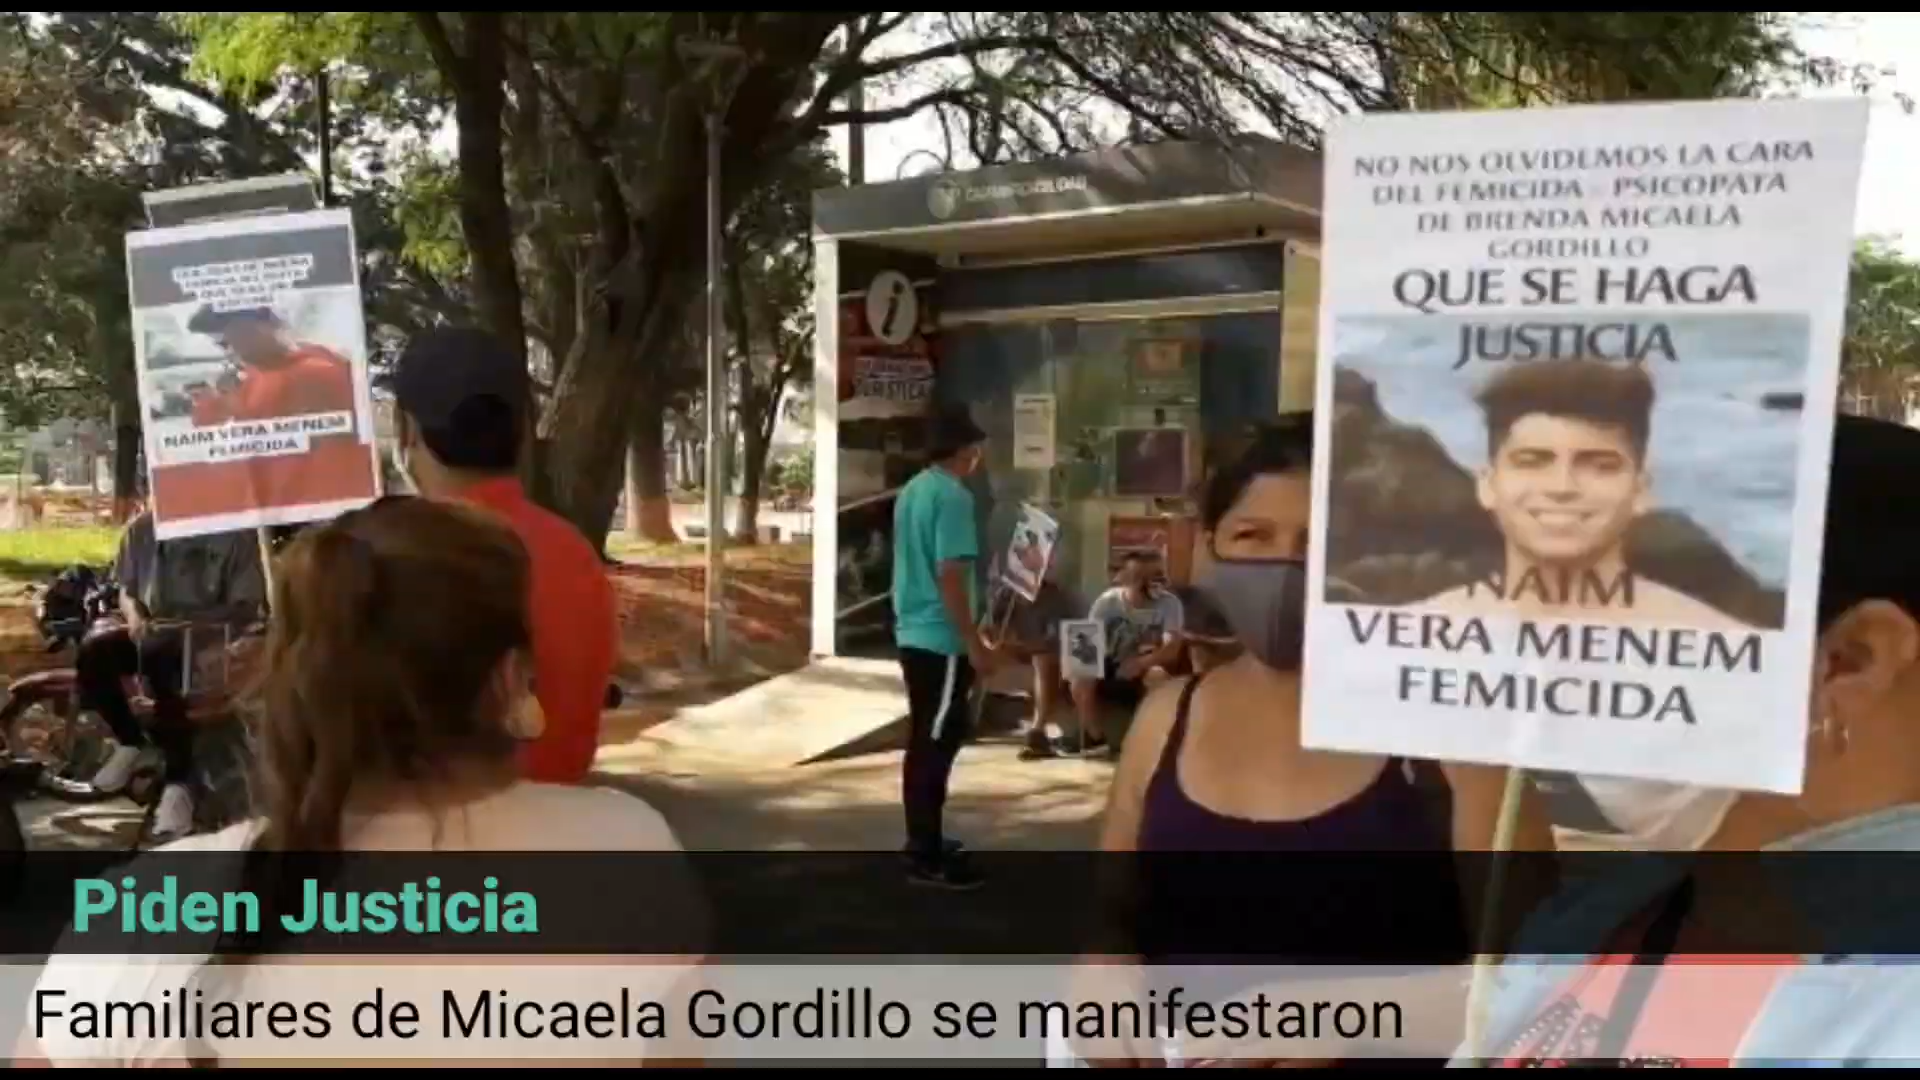 NO NOS OLVIDEMOS LA CARA
DEL FEMICIDA - PSICOPATA
DE BRENDA MICAELA
GORDILLO
QUE SE HAGA
JUSTICIA
NAIM
VERA MENEM
FEMICIDA
NAIM VERA MENEM
FEMICIDA
i
Piden Justicia
Familiares de Micaela Gordillo se manifestaron